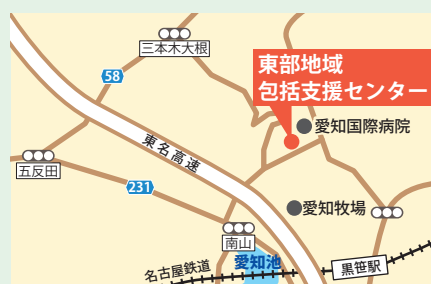 三本木大根
58
東部地域
包括支援センター
愛知国際病院
東名高速
五反田
231
愛知牧場
南山
愛知池
名古屋鉄道
黒笹駅